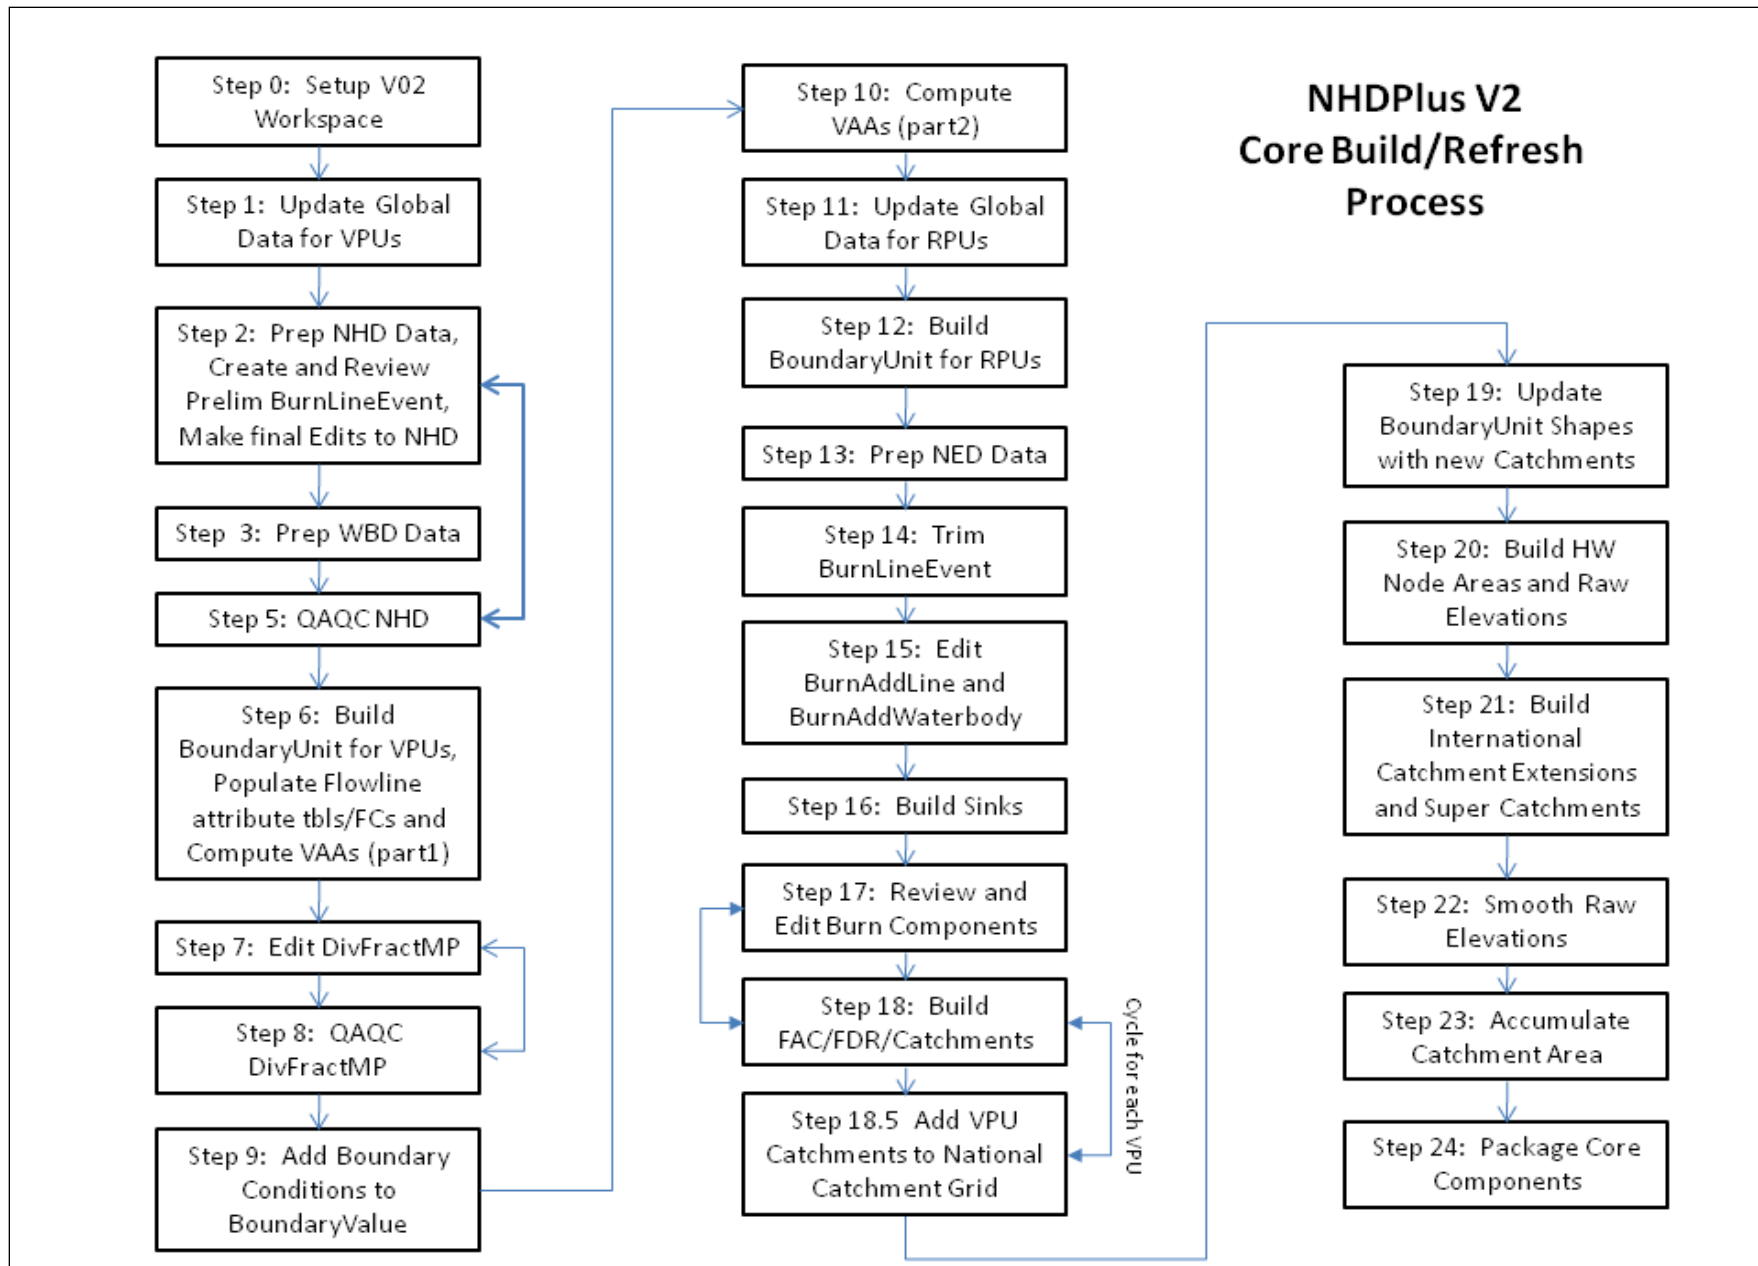 Step 0: Setup V02
Workspace
Step 1: Update Global
Data for VPUs
Step 2: Prep NHD Data,
Create and Review
Prelim BurnLineEvent,
Make final Edits to NHD
Step 3: Prep WBD Data
Step 5: QAQC NHD
Step 6: Build
BoundaryUnit for VPUs,
Populate Flowline
attribute tbls/FCs and
Compute VAAs (part1)
Step 7: Edit DivFractMP
Step 8: QAQC
DivFractMP
Step 9: Add Boundary
Conditions to
BoundaryValue
Step 10: Compute
VAAs (part2)
Step 11: Update Global
Data for RPUs
Step 12: Build
BoundaryUnit for RPUs
Step 13: Prep NED Data
Step 14: Trim
BurnLineEvent
Step 15: Edit
BurnAddLine and
BurnAddWaterbody
Step 16: Build Sinks
Step 17: Review and
Edit Burn Components
Step 18: Build
FAC/FDR/Catchments
Step 18.5 Add VPU
Catchments to National
Catchment Grid
Cycle for each VPU
NHDPlus V2
Core Build/Refresh
Process
Step 19: Update
BoundaryUnit Shapes
with new Catchments
Step 20: Build HW
Node Areas and Raw
Elevations
Step 21: Build
International
Catchment Extensions
and Super Catchments
Step 22: Smooth Raw
Elevations
Step 23: Accumulate
Catchment Area
Step 24: Package Core
Components